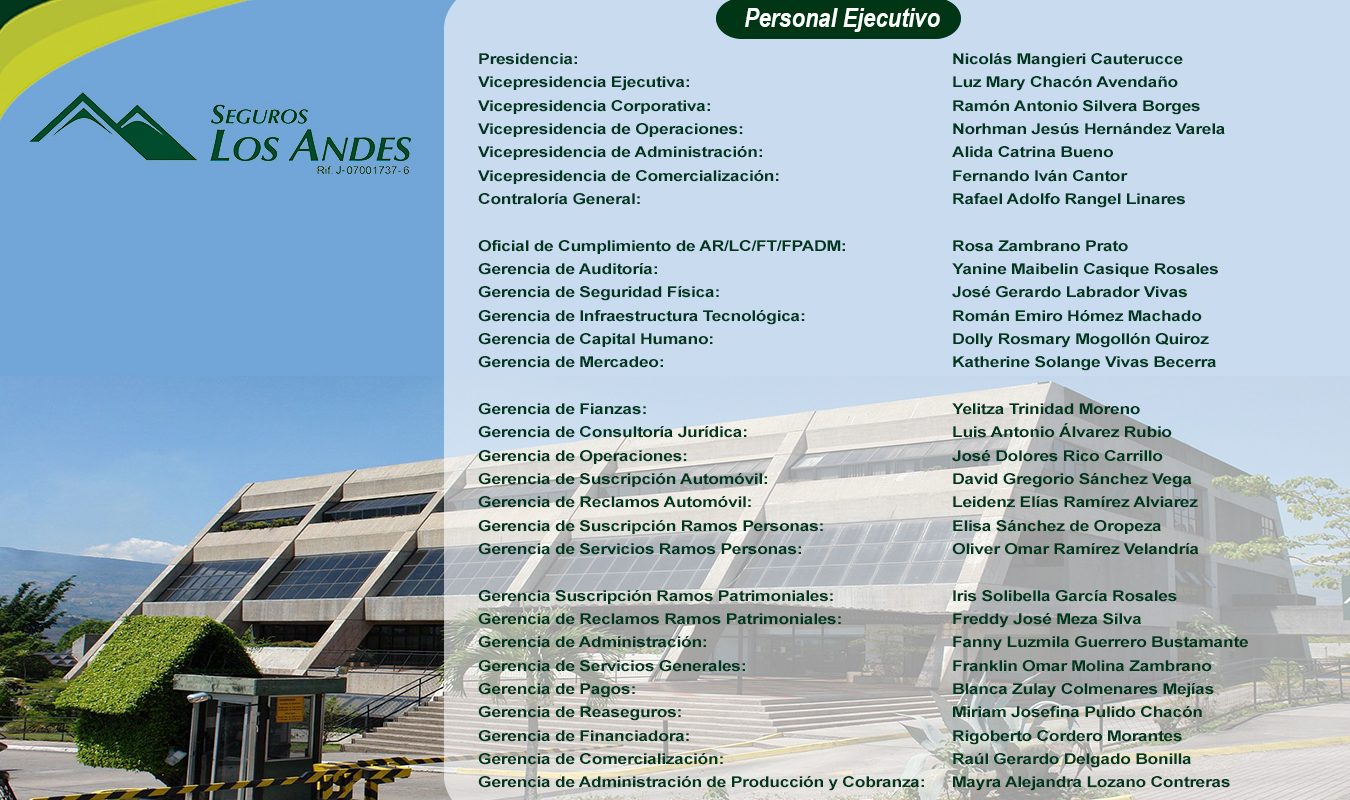 Personal Ejecutivo
SEGUROS
LOS ANDES
Rif. J-07001737-6
Presidencia: Nicolás Mangieri Cauterucce
Vicepresidencia Ejecutiva: Luz Mary Chacón Avendaño
Vicepresidencia Corporativa: Ramón Antonio Silvera Borges
Vicepresidencia de Operaciones: Norhman Jesús Hernández Varela
Vicepresidencia de Administración: Alida Catrina Bueno
Vicepresidencia de Comercialización: Fernando Iván Cantor
Contraloría General: Rafael Adolfo Rangel Linares
Oficial de Cumplimiento de AR/LC/FT/FPADM: Rosa Zambrano Prato
Gerencia de Auditoría: Yanine Maibelin Casique Rosales
Gerencia de Seguridad Física: José Gerardo Labrador Vivas
Gerencia de Infraestructura Tecnológica: Román Emiro Hómez Machado
Gerencia de Capital Humano: Dolly Rosmary Mogollón Quiroz
Gerencia de Mercadeo: Katherine Solange Vivas Becerra
Gerencia de Fianzas: Yelitza Trinidad Moreno
Gerencia de Consultoría Jurídica: Luis Antonio Álvarez Rubio
Gerencia de Operaciones: José Dolores Rico Carrillo
Gerencia de Suscripción Automóvil: David Gregorio Sánchez Vega
Gerencia de Reclamos Automóvil: Leidenz Elías Ramírez Alviarez
Gerencia de Suscripción Ramos Personas: Elisa Sánchez de Oropeza
Gerencia de Servicios Ramos Personas: Oliver Omar Ramírez Velandría
Gerencia Suscripción Ramos Patrimoniales: Iris Solibella García Rosales
Gerencia de Reclamos Ramos Patrimoniales: Freddy José Meza Silva
Gerencia de Administración: Fanny Luzmila Guerrero Bustamante
Gerencia de Servicios Generales: Franklin Omar Molina Zambrano
Gerencia de Pagos: Blanca Zulay Colmenares Mejías
Gerencia de Reaseguros: Miriam Josefina Pulido Chacón
Gerencia de Financiadora: Rigoberto Cordero Morantes
Gerencia de Comercialización: Raúl Gerardo Delgado Bonilla
Gerencia de Administración de Producción y Cobranza: Mayra Alejandra Lozano Contreras